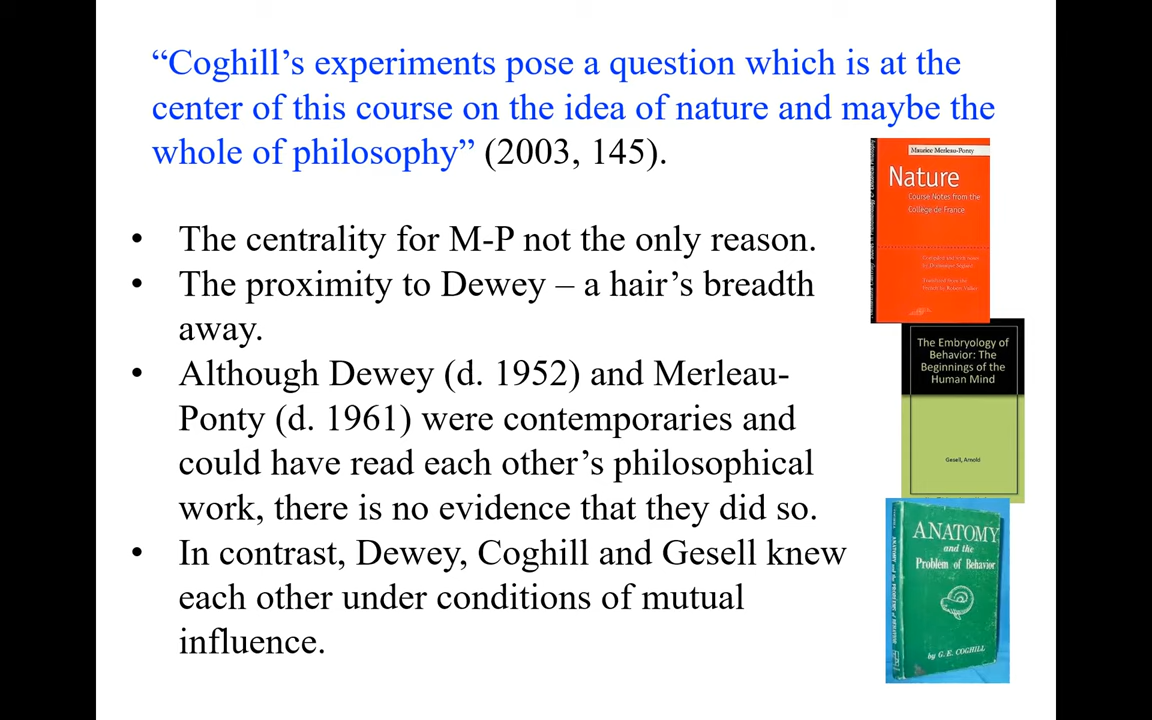 “Coghill’s experiments pose a question which is at the
center of this course on the idea of nature and maybe the
whole of philosophy” (2003, 145).
• The centrality for M-P not the only reason.
• The proximity to Dewey – a hair’s breadth
away.
• Although Dewey (d. 1952) and Merleau-
Ponty (d. 1961) were contemporaries and
could have read each other’s philosophical
work, there is no evidence that they did so.
• In contrast, Dewey, Coghill and Gesell knew
each other under conditions of mutual
influence.
Maurice Merleau-Ponty
Nature
Course Notes from the
Collège de France
The Embryology of
Behavior: The
Beginnings of the
Human Mind
Gesell, Arnold
ANATOMY
and the
Problem of Behavior
by G. E. COGHILL